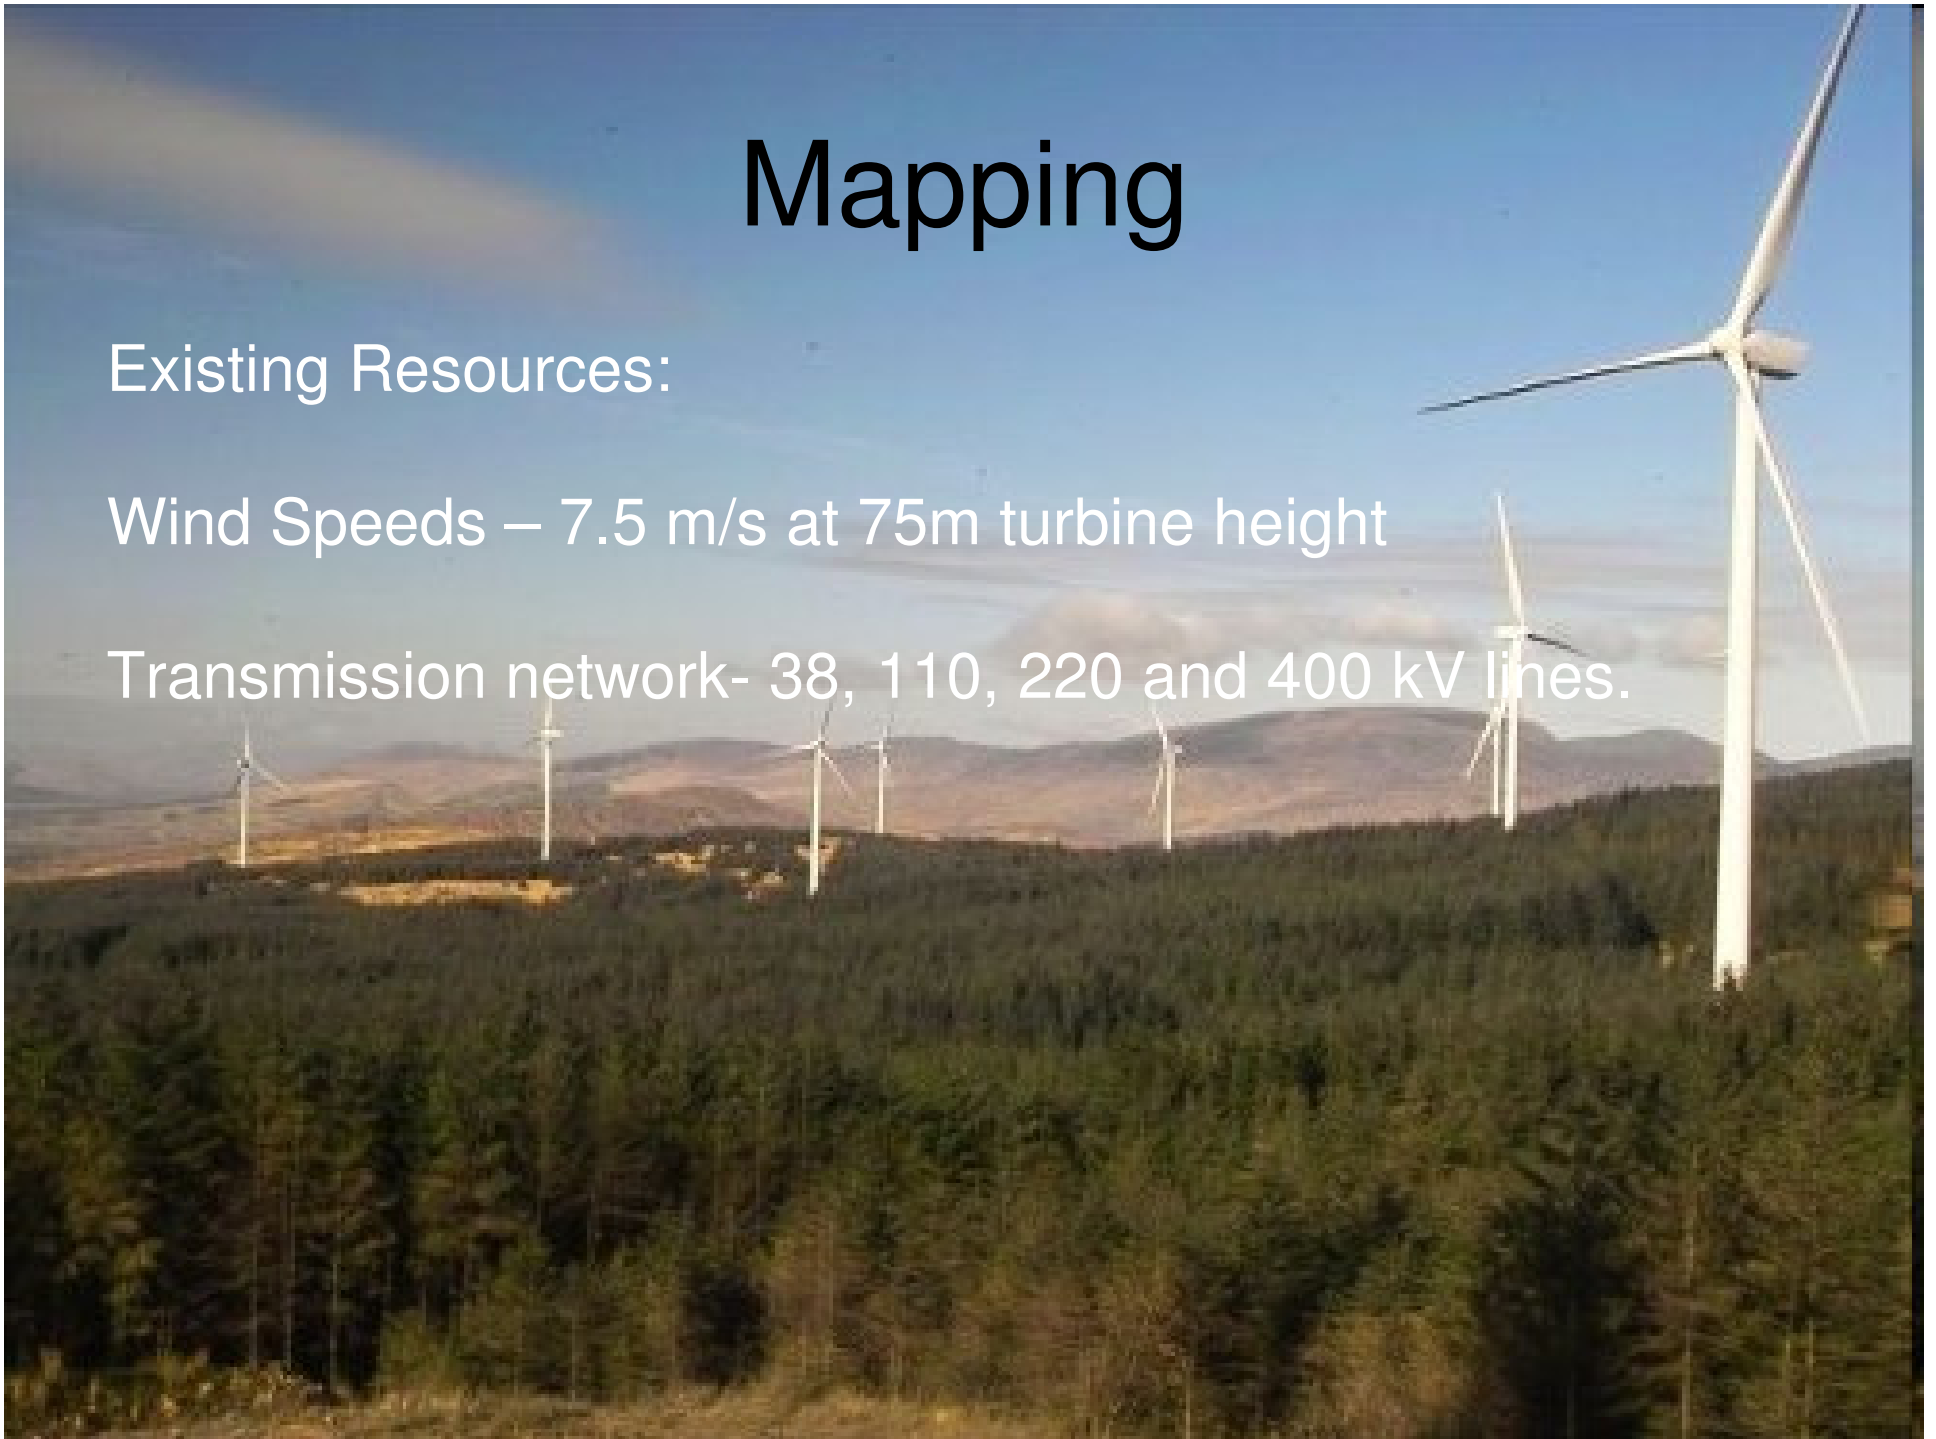 Mapping
Existing Resources:
Wind Speeds – 7.5 m/s at 75m turbine height
Transmission network- 38, 110, 220 and 400 kV lines.